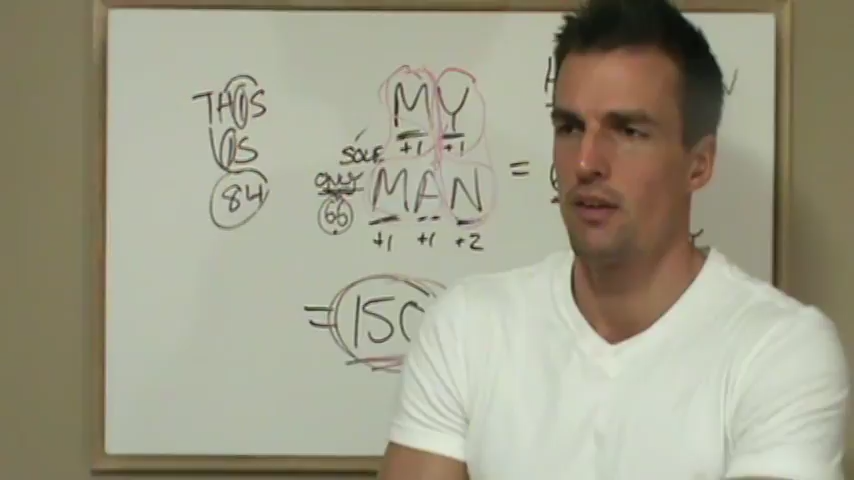 THIS
IS
84
MY
+1 +1
SOLE
ONLY
66
MAN
+1 +1 +2
=
= 150